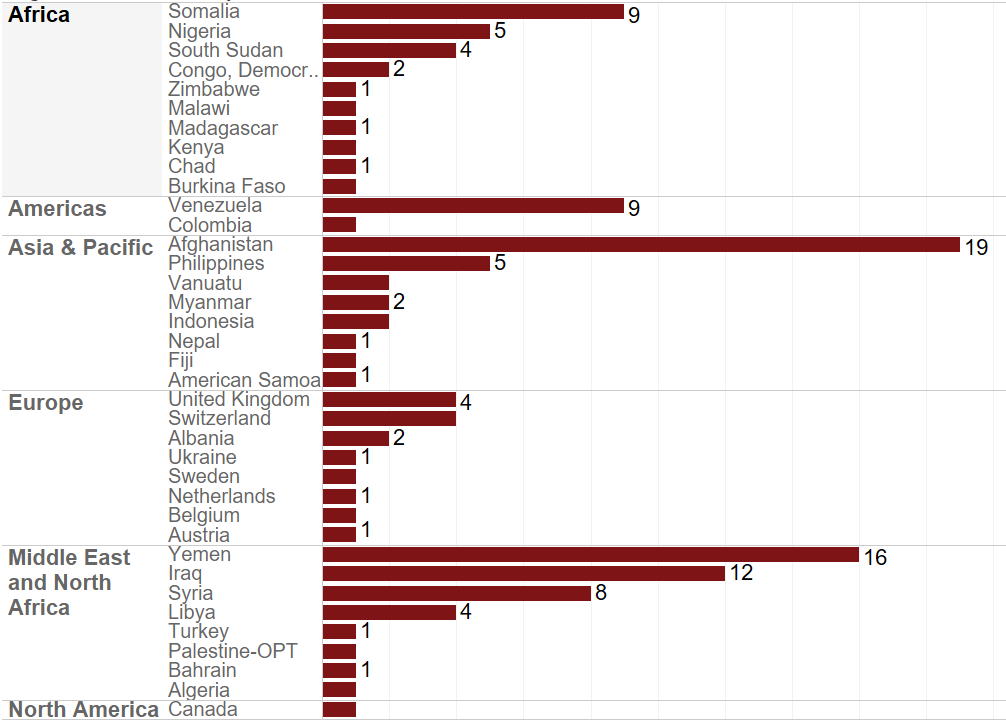 Africa
Somalia 9
Nigeria 5
South Sudan 4
Congo, Democr.. 2
Zimbabwe 1
Malawi
Madagascar 1
Kenya
Chad 1
Burkina Faso
Americas
Venezuela 9
Colombia
Asia & Pacific
Afghanistan 19
Philippines 5
Vanuatu
Myanmar 2
Indonesia
Nepal 1
Fiji
American Samoa 1
Europe
United Kingdom 4
Switzerland
Albania 2
Ukraine 1
Sweden
Netherlands 1
Belgium
Austria 1
Middle East
and North
Africa
Yemen 16
Iraq 12
Syria 8
Libya 4
Turkey 1
Palestine-OPT
Bahrain 1
Algeria
North America
Canada